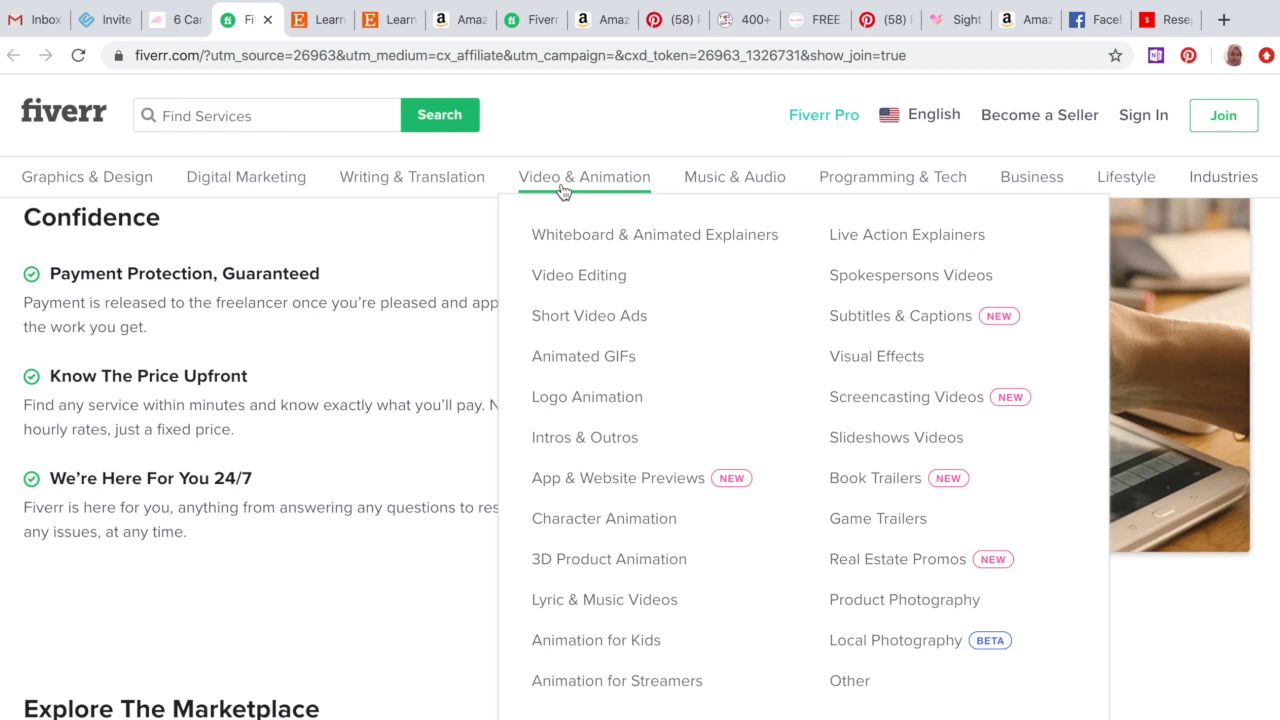 Inbox
Invite
6 Car
Fi
Learn
Learn
Amaz
Fiverr
Amaz
(58)
400+
FREE
(58)
Sight
Amaz
Facel
Rese
fiverr.com/?utm_source=26963&utm_medium=cx_affiliate&utm_campaign=&cxd_token=26963_1326731&show_join=true
fiverr
Find Services
Search
Fiverr Pro
English
Become a Seller
Sign In
Join
Graphics & Design
Digital Marketing
Writing & Translation
Video & Animation
Music & Audio
Programming & Tech
Business
Lifestyle
Industries
Confidence
Payment Protection, Guaranteed
Payment is released to the freelancer once you're pleased and app
the work you get.
Know The Price Upfront
Find any service within minutes and know exactly what you'll pay. N
hourly rates, just a fixed price.
We're Here For You 24/7
Fiverr is here for you, anything from answering any questions to res
any issues, at any time.
Explore The Marketplace
Whiteboard & Animated Explainers
Video Editing
Short Video Ads
Animated GIFs
Logo Animation
Intros & Outros
App & Website Previews NEW
Character Animation
3D Product Animation
Lyric & Music Videos
Animation for Kids
Animation for Streamers
Live Action Explainers
Spokespersons Videos
Subtitles & Captions NEW
Visual Effects
Screencasting Videos NEW
Slideshows Videos
Book Trailers NEW
Game Trailers
Real Estate Promos NEW
Product Photography
Local Photography BETA
Other